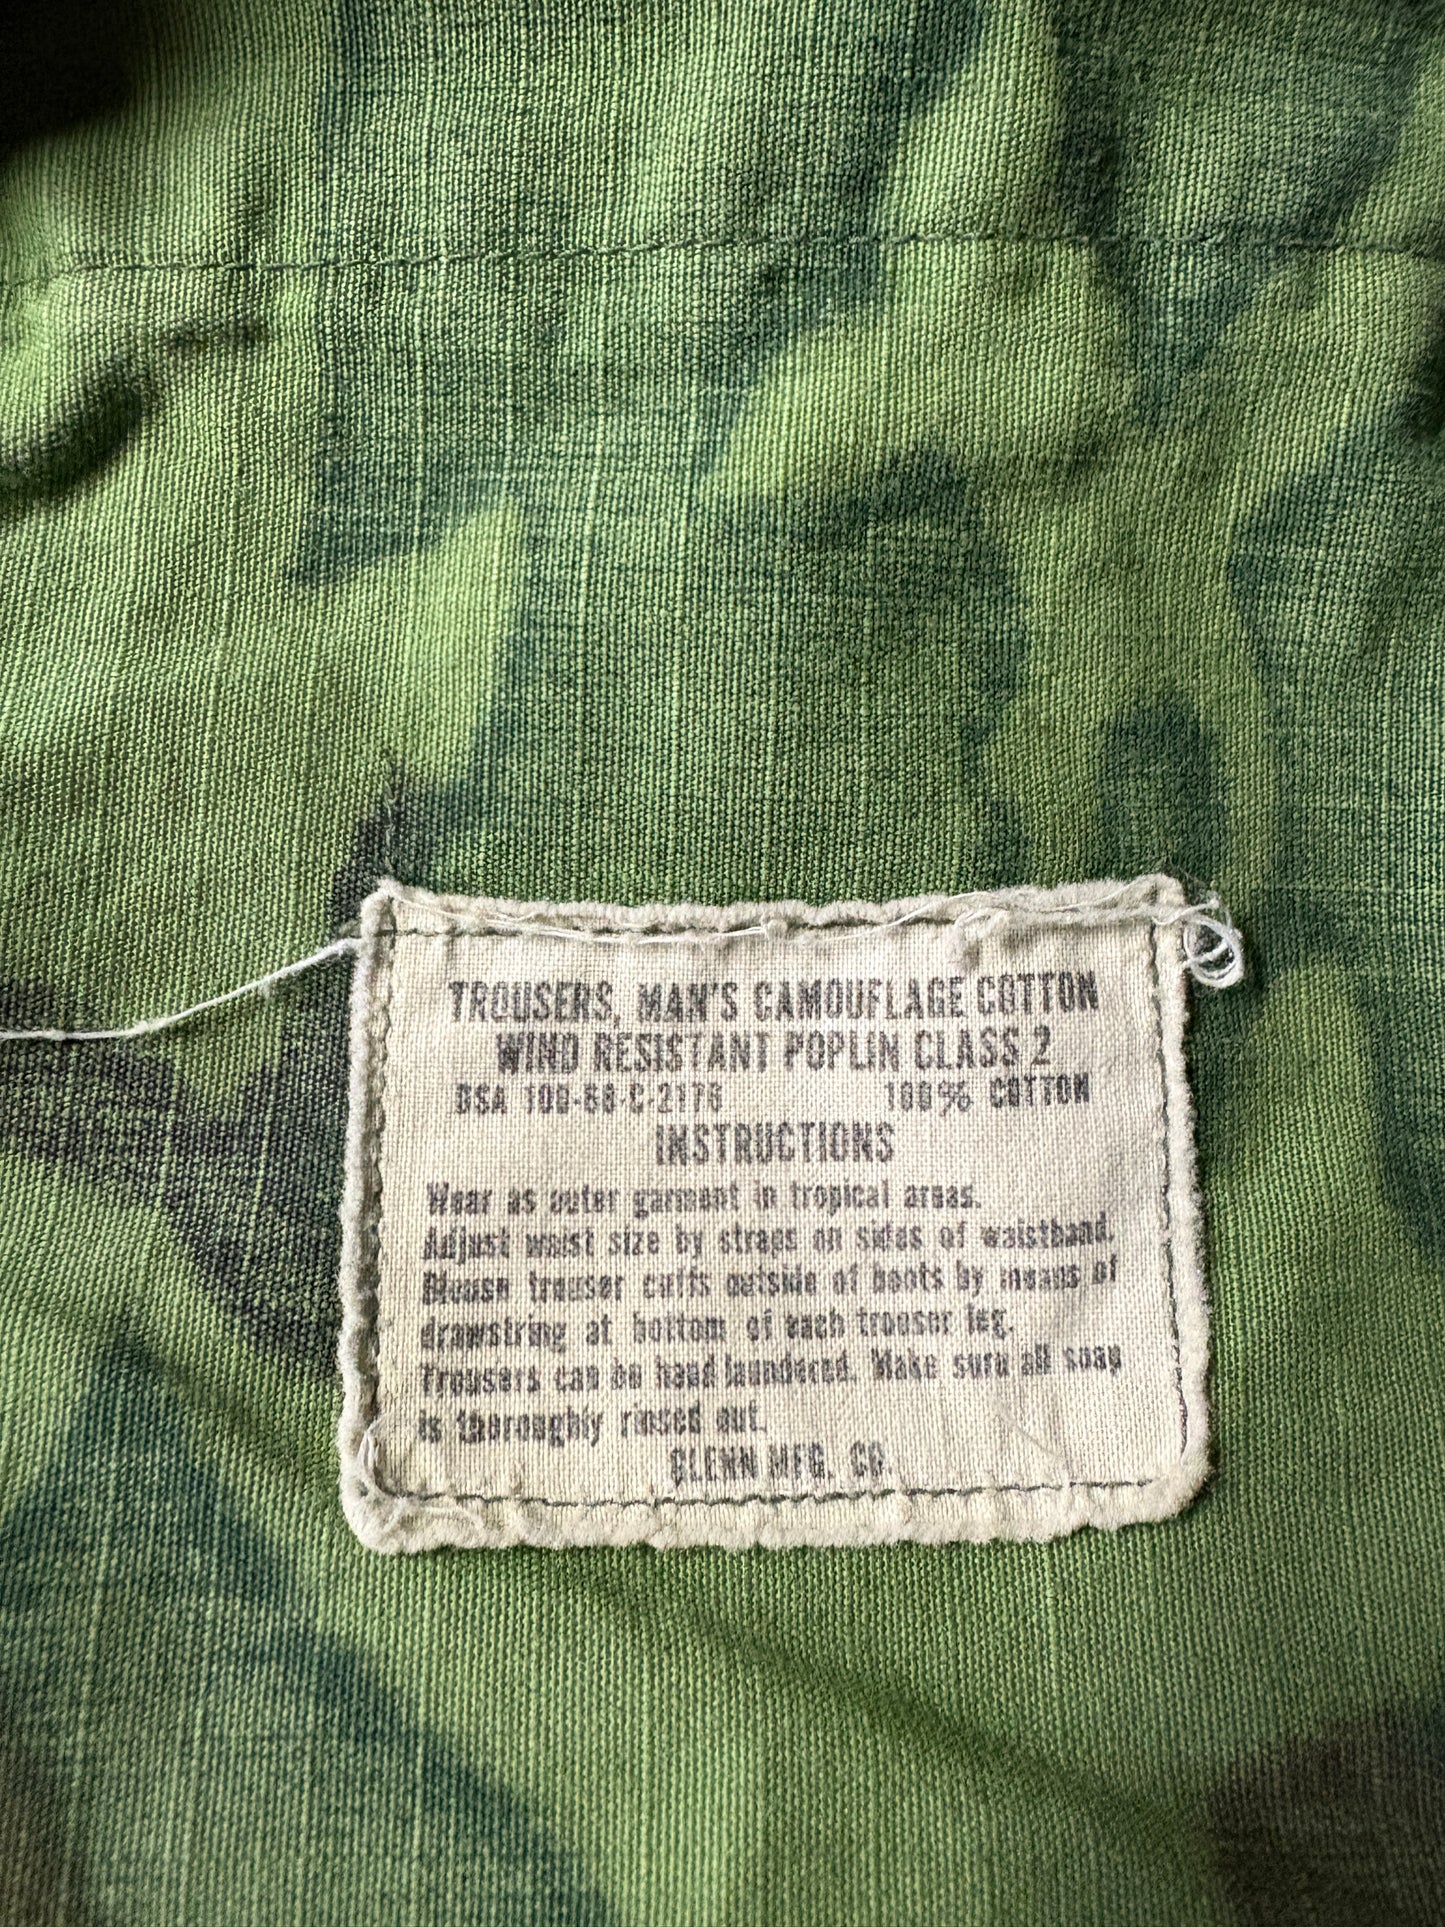 TROUSERS, MAN'S CAMOUFLAGE COTTON
WIND RESISTANT POPLIN CLASS 2
DSA 100-68-C-2176 100% COTTON
INSTRUCTIONS
Wear as outer garment in tropical areas.
Adjust waist size by straps on sides of waistband.
Blouse trouser cuffs outside of boots by means of
drawstring at bottom of each trouser leg.
Trousers can be hand laundered. Make sure all soap
is thoroughly rinsed out.
GLENN MFG. CO.